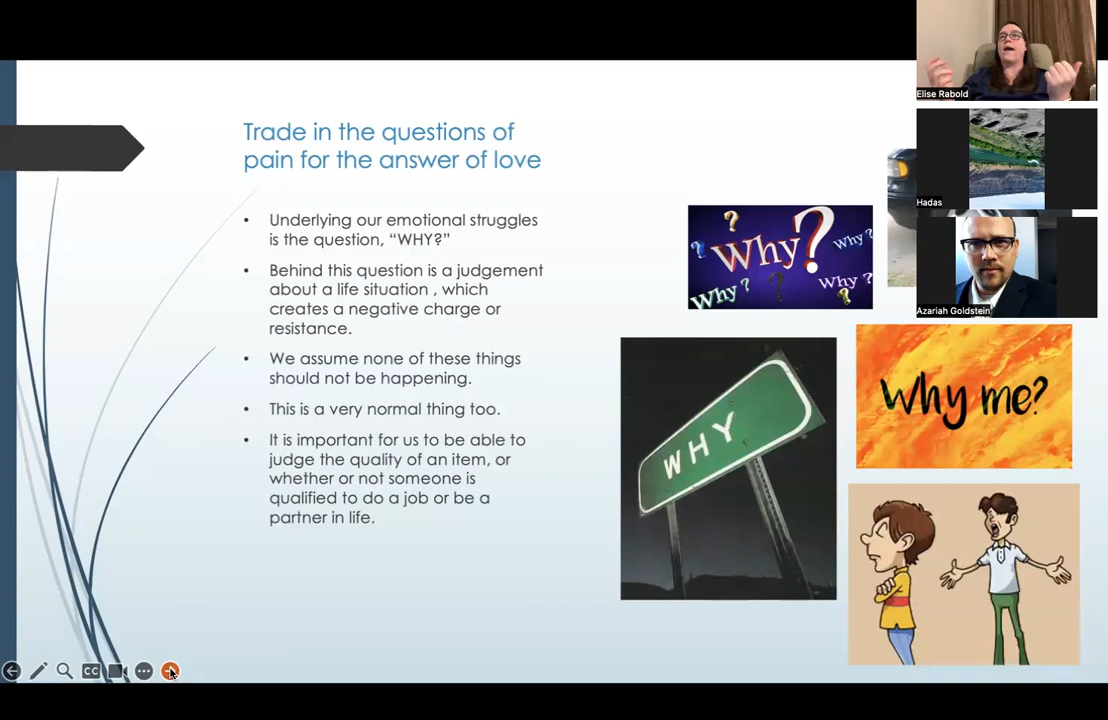 Elise Rabold
Trade in the questions of
pain for the answer of love
Hadas
• Underlying our emotional struggles
is the question, “WHY?”
• Behind this question is a judgement
about a life situation , which
creates a negative charge or
resistance.
• We assume none of these things
should not be happening.
• This is a very normal thing too.
• It is important for us to be able to
judge the quality of an item, or
whether or not someone is
qualified to do a job or be a
partner in life.
? Why? Why?
?
Why? ? Why?
?
Azariah Goldstein
WHY
Why me?
CC